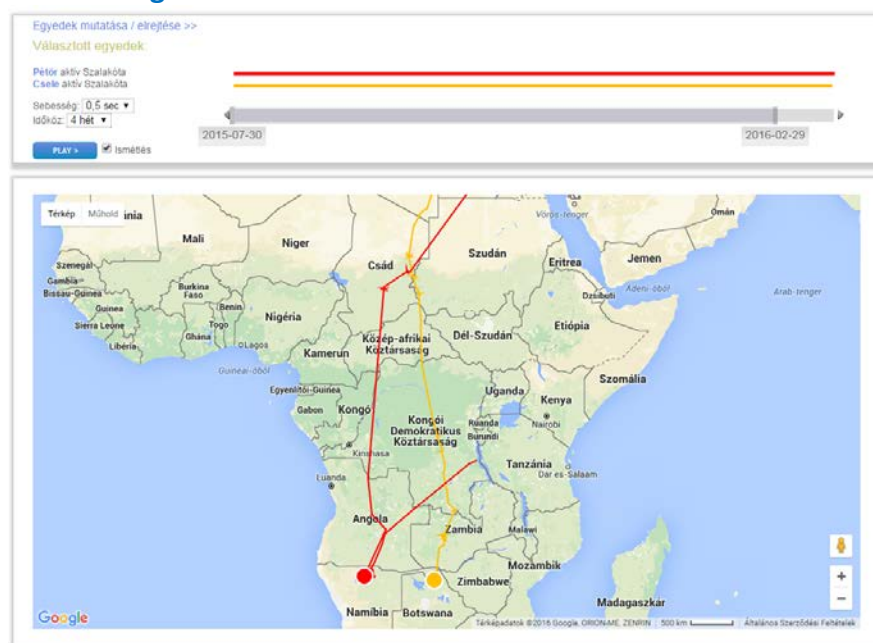 Egyedek mutatása / elrejtése >>
Választott egyedek:
Pètör aktív Szalakóta
Csele aktív Szalakóta
Sebesség: 0,5 sec
Időköz: 4 hét
2015-07-30
2016-02-29
PLAY >
Ismétlés
Térkép
Műhold
inia
Mali
Niger
Csád
Szudán
Vörös-tenger
Eritrea
Jemen
Omán
Szenegál
Gambia
Bissau-Guinea
Guinea
Sierra Leone
Libéria
Burkina
Faso
Ghána
Togo
Benin
Lagos
Nigéria
Kamerun
Közép-afrikai
Köztársaság
Dél-Szudán
Etiópia
Dzsibuti
Adeni-öböl
Arab-tenger
Szomália
Guineai-öböl
Egyenlítői-Guinea
Gabon
Kongó
Kongói
Demokratikus
Köztársaság
Uganda
Kenya
Nairobi
Ruanda
Burundi
Kinshasa
Tanzánia
Dar es-Salaam
Luanda
Angola
Zambia
Malawi
Mozambik
Zimbabwe
Namíbia
Botswana
Madagaszkár
Google
Térképadatok ©2016 Google, ORION-ME, ZENRIN
500 km
Általános Szerződési Feltételek